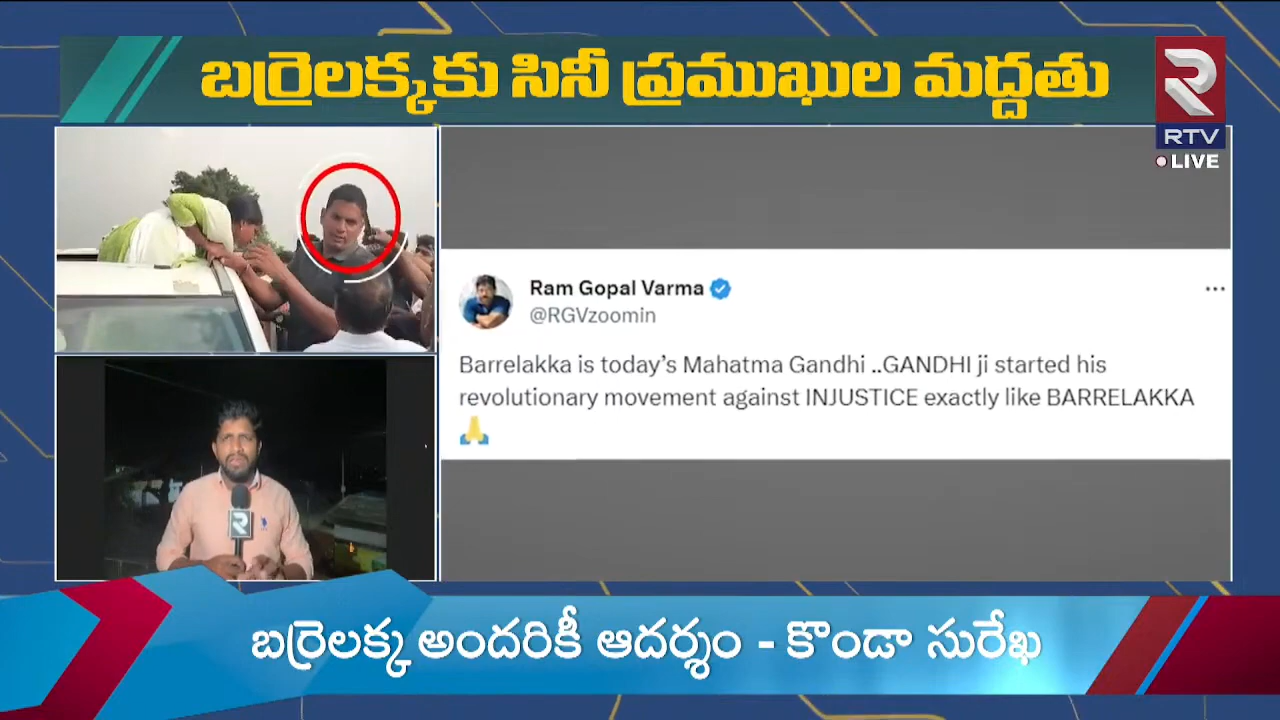 బర్రెలక్కకు సినీ ప్రముఖుల మద్దతు
R
RTV
LIVE
Ram Gopal Varma
@RGVzoomin
Barrelakka is today's Mahatma Gandhi ..GANDHI ji started his
revolutionary movement against INJUSTICE exactly like BARRELAKKA
🙏
R
బర్రెలక్క అందరికీ ఆదర్శం - కొండా సురేఖ